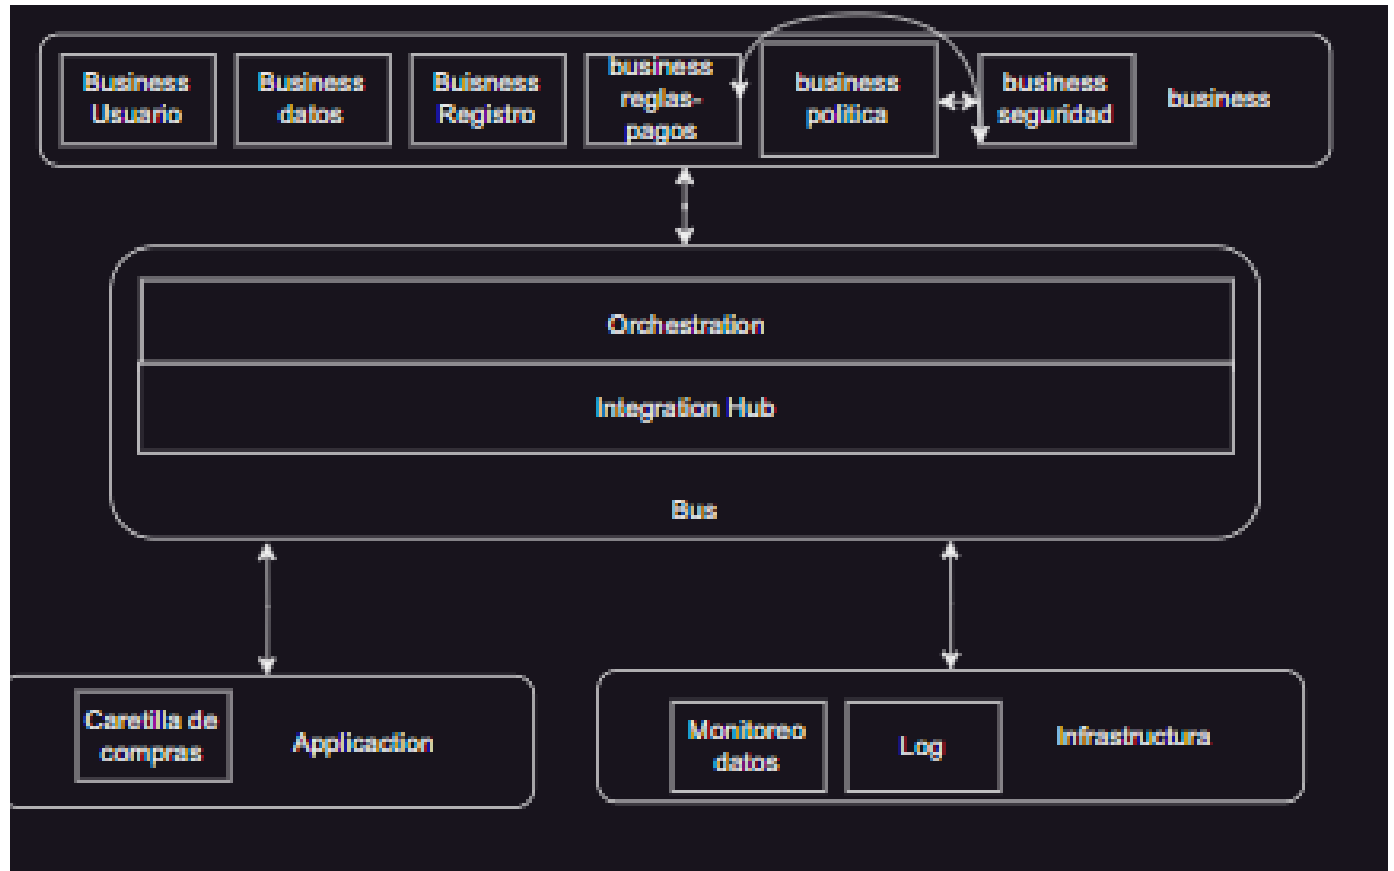 Business
Usuario
Business
datos
Buisness
Registro
business
reglas-
pagos
business
política
business
seguridad
business
Orchestration
Integration Hub
Bus
Caretilla de
compras
Applicaction
Monitoreo
datos
Log
Infrastructura